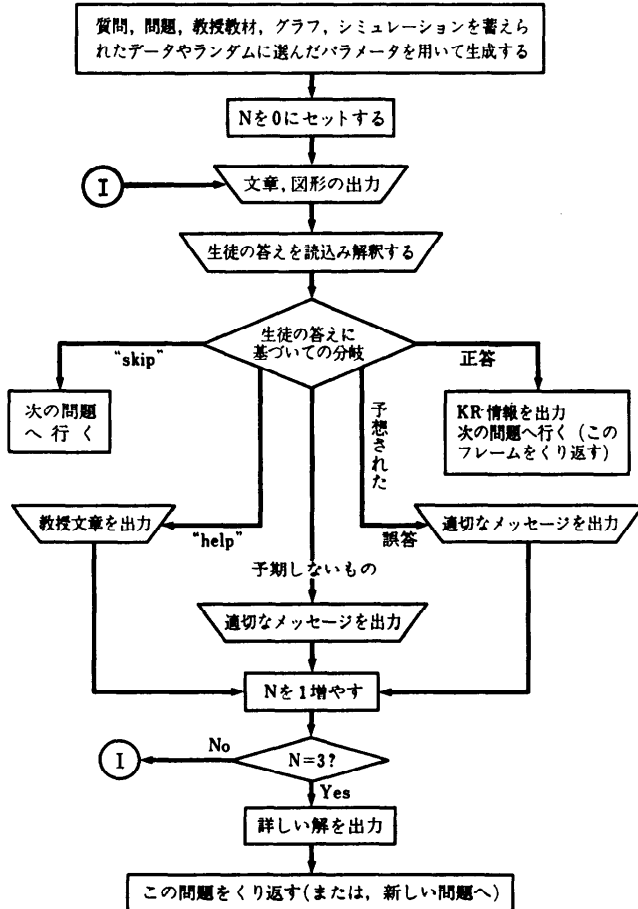 質問，問題，教授教材，グラフ，シミュレーションを蓄えら
れたデータやランダムに選んだパラメータを用いて生成する
Nを0にセットする
I
文章，図形の出力
生徒の答えを読込み解釈する
生徒の答えに
基づいての分岐
“skip”
正答
次の問題
へ行く
予想された
KR情報を出力
次の問題へ行く（この
フレームをくり返す）
教授文章を出力
“help”
誤答
適切なメッセージを出力
予期しないもの
適切なメッセージを出力
Nを1増やす
No
I
N=3?
Yes
詳しい解を出力
この問題をくり返す(または，新しい問題へ)